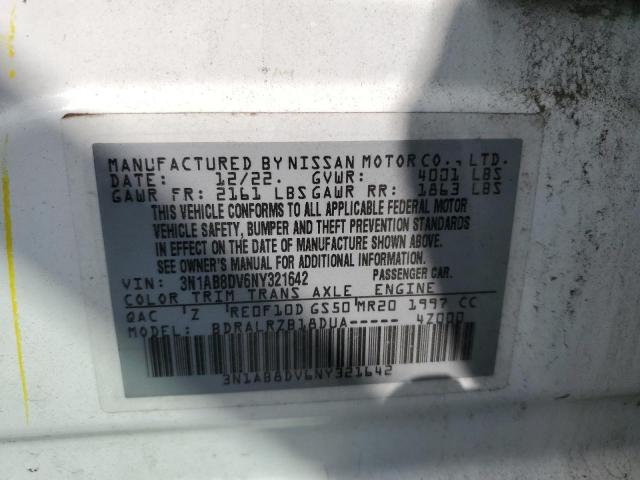 MANUFACTURED BY NISSAN MOTOR CO., LTD.
DATE: 12/22. GVWR: 4001 LBS
GAWR FR: 2161 LBS GAWR RR: 1863 LBS
THIS VEHICLE CONFORMS TO ALL APPLICABLE FEDERAL MOTOR
VEHICLE SAFETY, BUMPER, AND THEFT PREVENTION STANDARDS
IN EFFECT ON THE DATE OF MANUFACTURE SHOWN ABOVE.
SEE OWNER'S MANUAL FOR ADDITIONAL INFORMATION.
VIN: 3N1AB8DV6NY321642 PASSENGER CAR.
COLOR TRIM TRANS AXLE ENGINE
QAC Z RE0F10D GS50 MR20 1997 CC
MODEL: BDRALRZB18DUA----- 4Z000
3N1AB8DV6NY321642